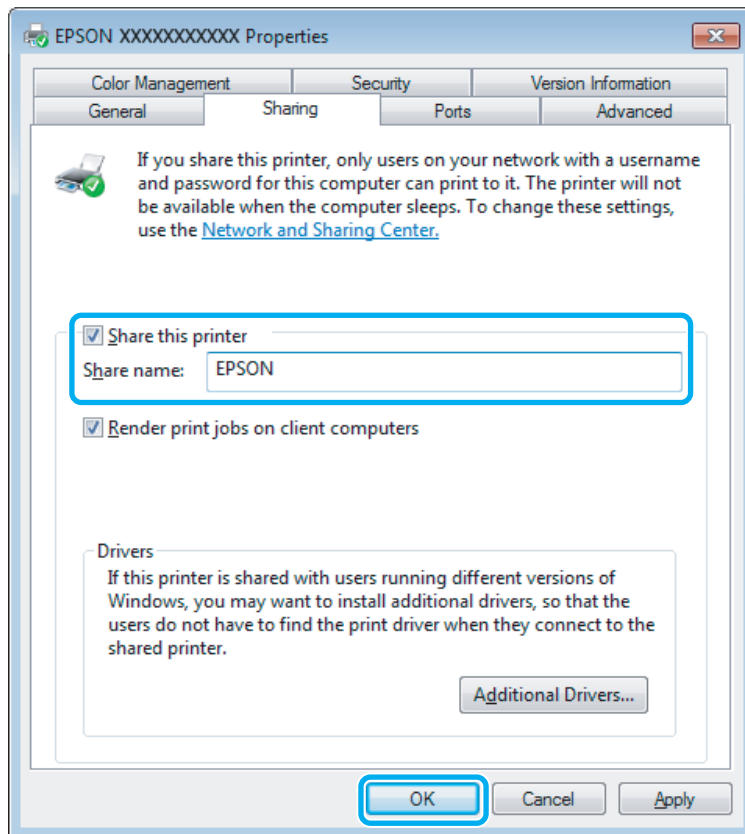 EPSON XXXXXXXXXXX Properties
Color Management Security Version Information
General Sharing Ports Advanced
If you share this printer, only users on your network with a username
and password for this computer can print to it. The printer will not
be available when the computer sleeps. To change these settings,
use the Network and Sharing Center.
Share this printer
Share name: EPSON
Render print jobs on client computers
Drivers
If this printer is shared with users running different versions of
Windows, you may want to install additional drivers, so that the
users do not have to find the print driver when they connect to the
shared printer.
Additional Drivers...
OK Cancel Apply